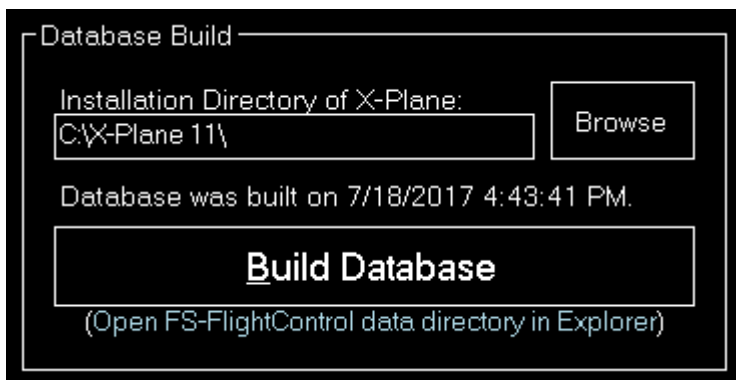 Database Build
Installation Directory of X-Plane:
C:\X-Plane 11\
Browse
Database was built on 7/18/2017 4:43:41 PM.
Build Database
(Open FS-FlightControl data directory in Explorer)